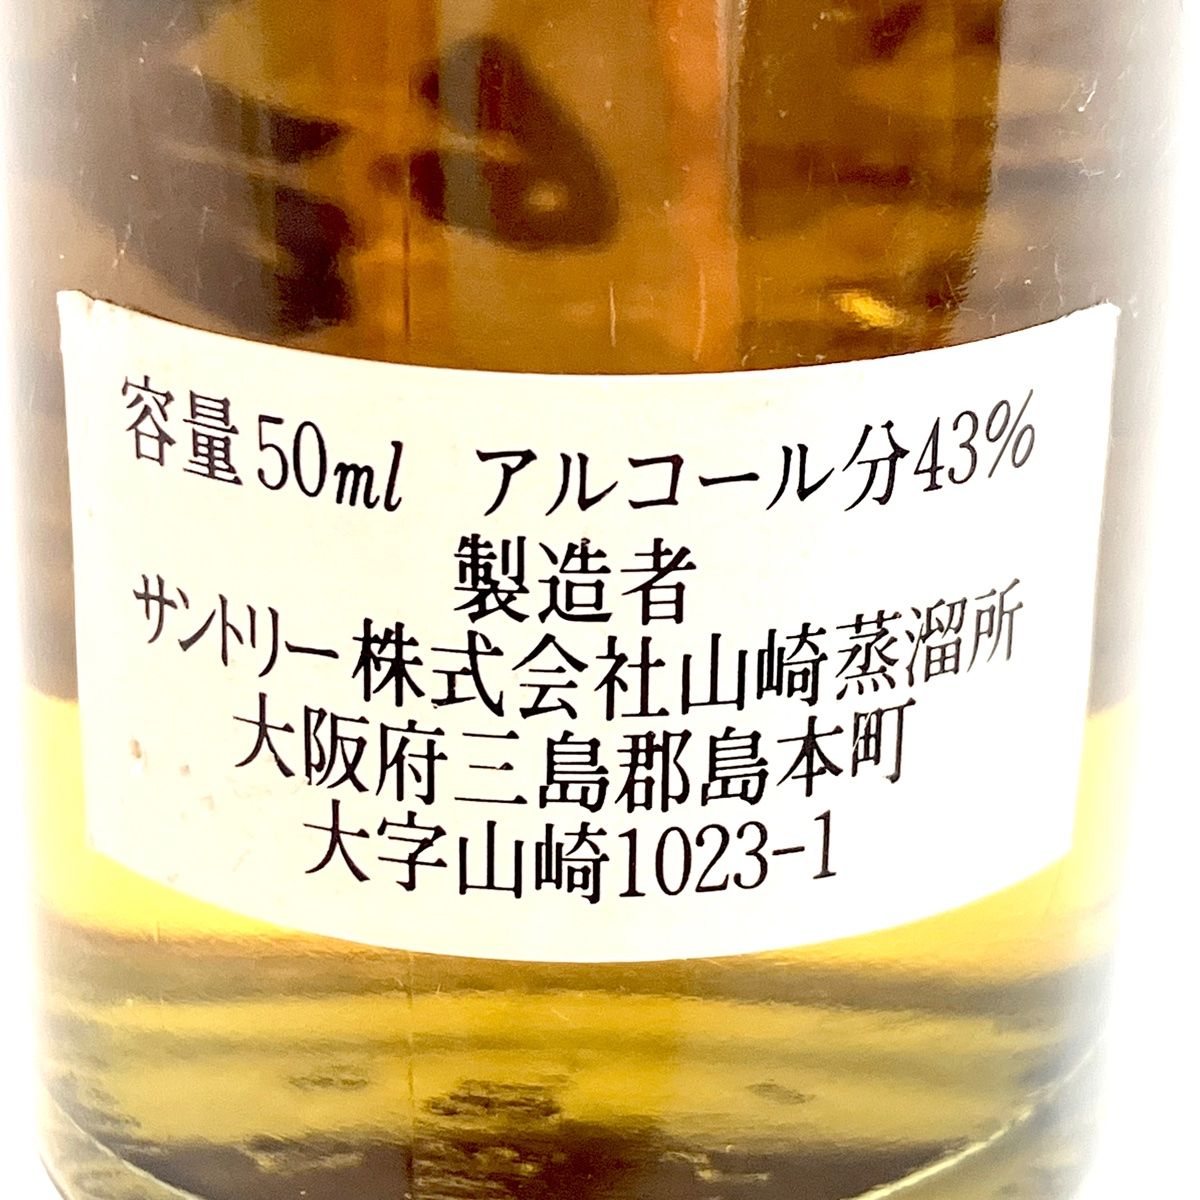 容量50ml アルコール分43%
製造者
サントリー株式会社山崎蒸溜所
大阪府三島郡島本町
大字山崎1023-1